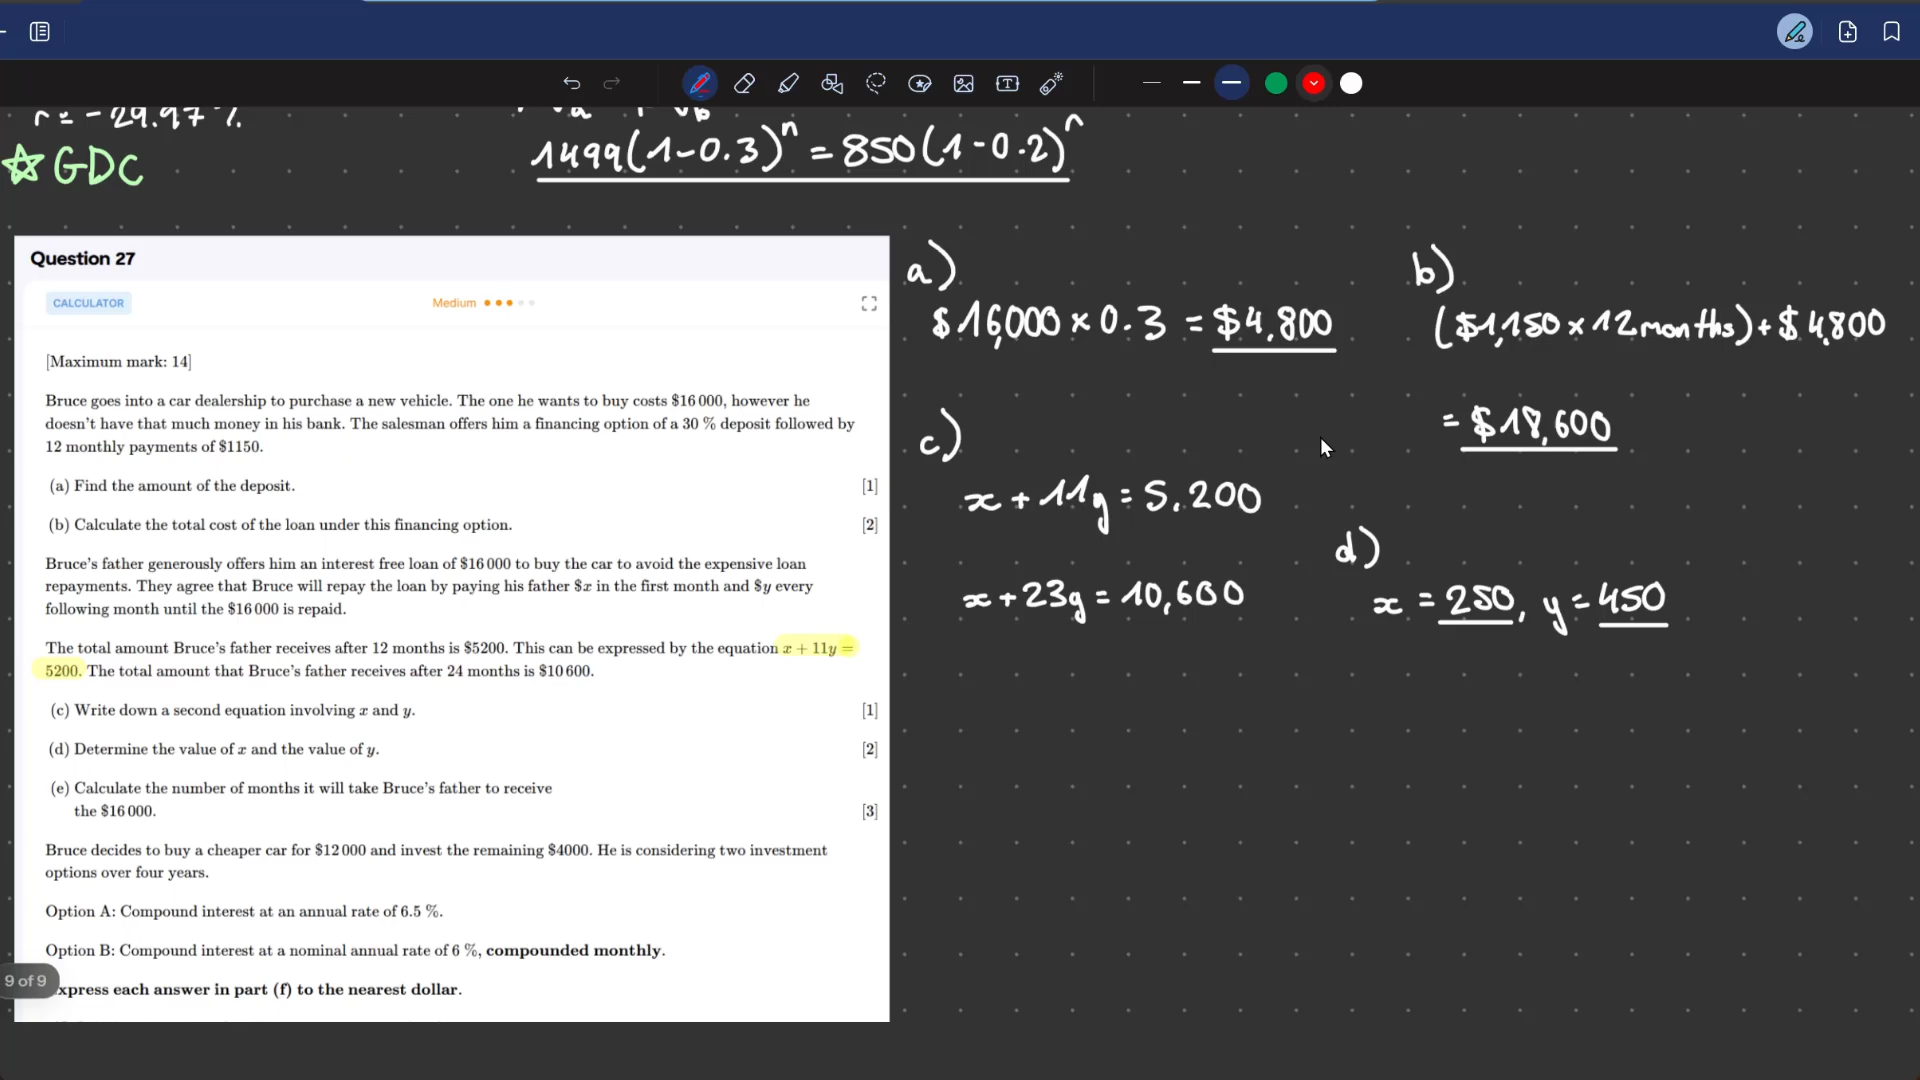 r = -29.97 %
☆ GDC
1499(1-0.3)^n = 850(1-0.2)^n
Question 27
CALCULATOR
Medium
[Maximum mark: 14]
Bruce goes into a car dealership to purchase a new vehicle. The one he wants to buy costs $16 000, however he
doesn't have that much money in his bank. The salesman offers him a financing option of a 30 % deposit followed by
12 monthly payments of $1150.
(a) Find the amount of the deposit. [1]
(b) Calculate the total cost of the loan under this financing option. [2]
Bruce's father generously offers him an interest free loan of $16 000 to buy the car to avoid the expensive loan
repayments. They agree that Bruce will repay the loan by paying his father $x in the first month and $y every
following month until the $16 000 is repaid.
The total amount Bruce's father receives after 12 months is $5200. This can be expressed by the equation x + 11y =
5200. The total amount that Bruce's father receives after 24 months is $10 600.
(c) Write down a second equation involving x and y. [1]
(d) Determine the value of x and the value of y. [2]
(e) Calculate the number of months it will take Bruce's father to receive
the $16 000. [3]
Bruce decides to buy a cheaper car for $12 000 and invest the remaining $4000. He is considering two investment
options over four years.
Option A: Compound interest at an annual rate of 6.5 %.
Option B: Compound interest at a nominal annual rate of 6 %, compounded monthly.
9 of 9
xpress each answer in part (f) to the nearest dollar.
a)
$16,000 × 0.3 = $4,800
b)
($1,150 × 12 months) + $4,800
= $18,600
c)
x + 11y = 5,200
x + 23y = 10,600
d)
x = 250, y = 450